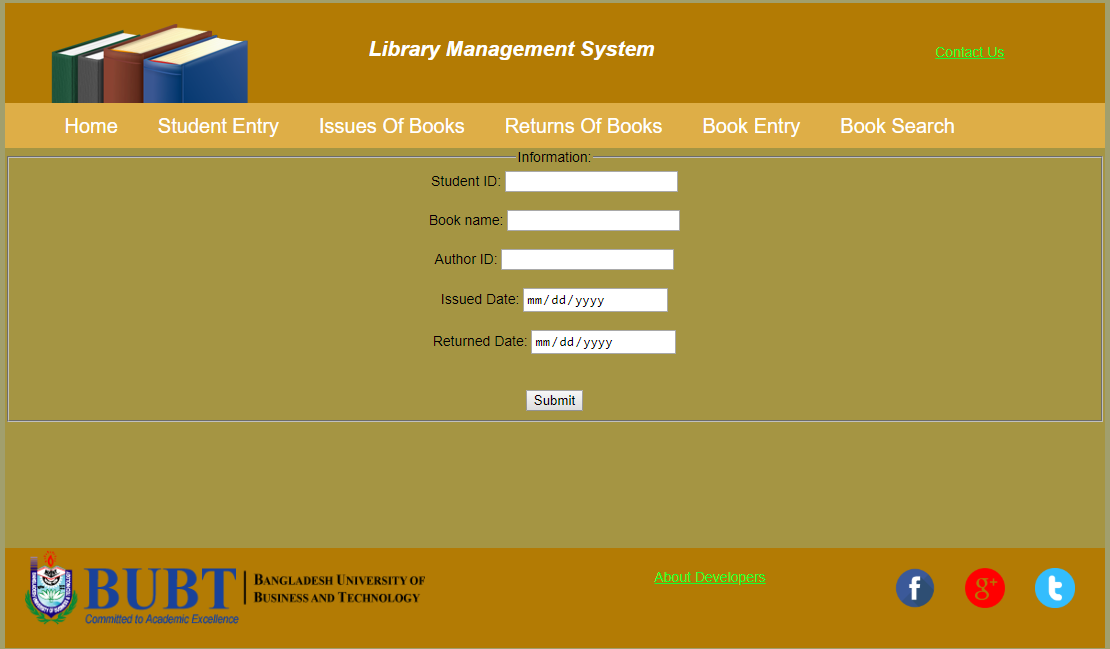 Library Management System
Contact Us
Home Student Entry Issues Of Books Returns Of Books Book Entry Book Search
Information:
Student ID:
Book name:
Author ID:
Issued Date: mm/dd/yyyy
Returned Date: mm/dd/yyyy
Submit
BUBT
Committed to Academic Excellence
BANGLADESH UNIVERSITY OF
BUSINESS AND TECHNOLOGY
About Developers
f
g+
t